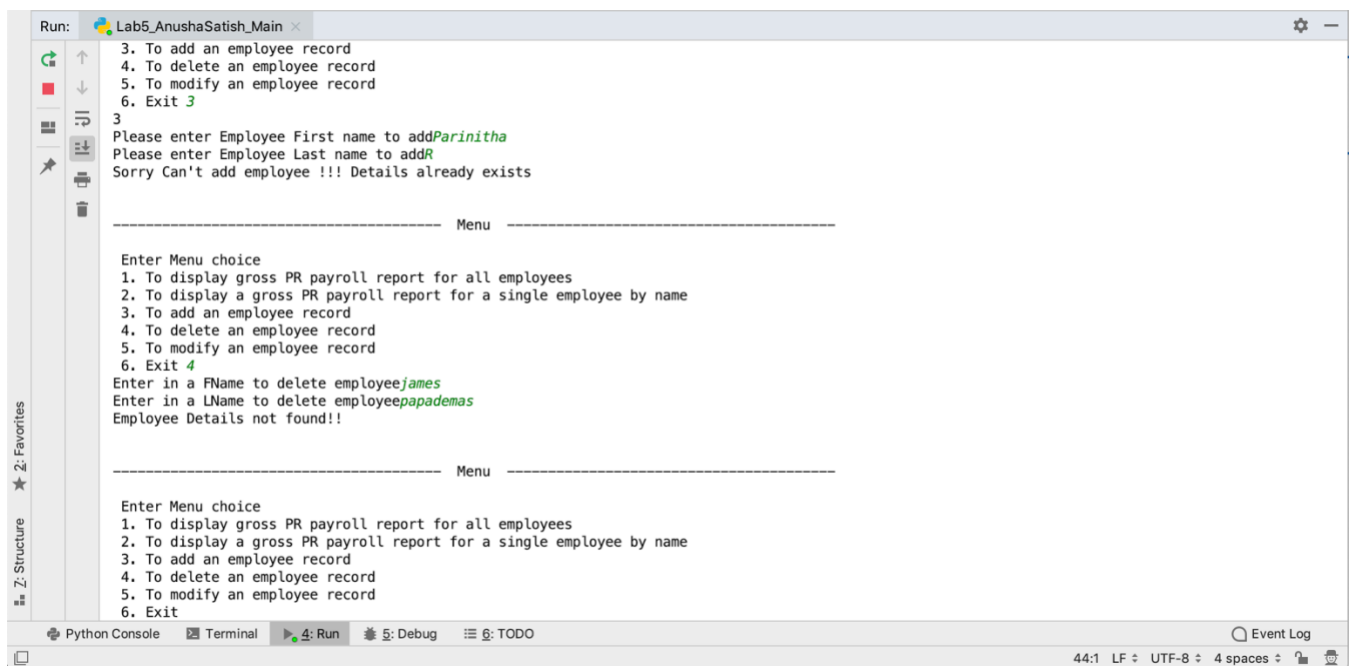 Run: Lab5_AnushaSatish_Main
3. To add an employee record
4. To delete an employee record
5. To modify an employee record
6. Exit 3
3
Please enter Employee First name to addParinitha
Please enter Employee Last name to addR
Sorry Can't add employee !!! Details already exists
---------------------------------------- Menu ----------------------------------------
Enter Menu choice
1. To display gross PR payroll report for all employees
2. To display a gross PR payroll report for a single employee by name
3. To add an employee record
4. To delete an employee record
5. To modify an employee record
6. Exit 4
Enter in a FName to delete employeejames
Enter in a LName to delete employeepapademas
Employee Details not found!!
---------------------------------------- Menu ----------------------------------------
Enter Menu choice
1. To display gross PR payroll report for all employees
2. To display a gross PR payroll report for a single employee by name
3. To add an employee record
4. To delete an employee record
5. To modify an employee record
6. Exit
2: Favorites
Z: Structure
Python Console Terminal 4: Run 5: Debug 6: TODO Event Log
44:1 LF UTF-8 4 spaces